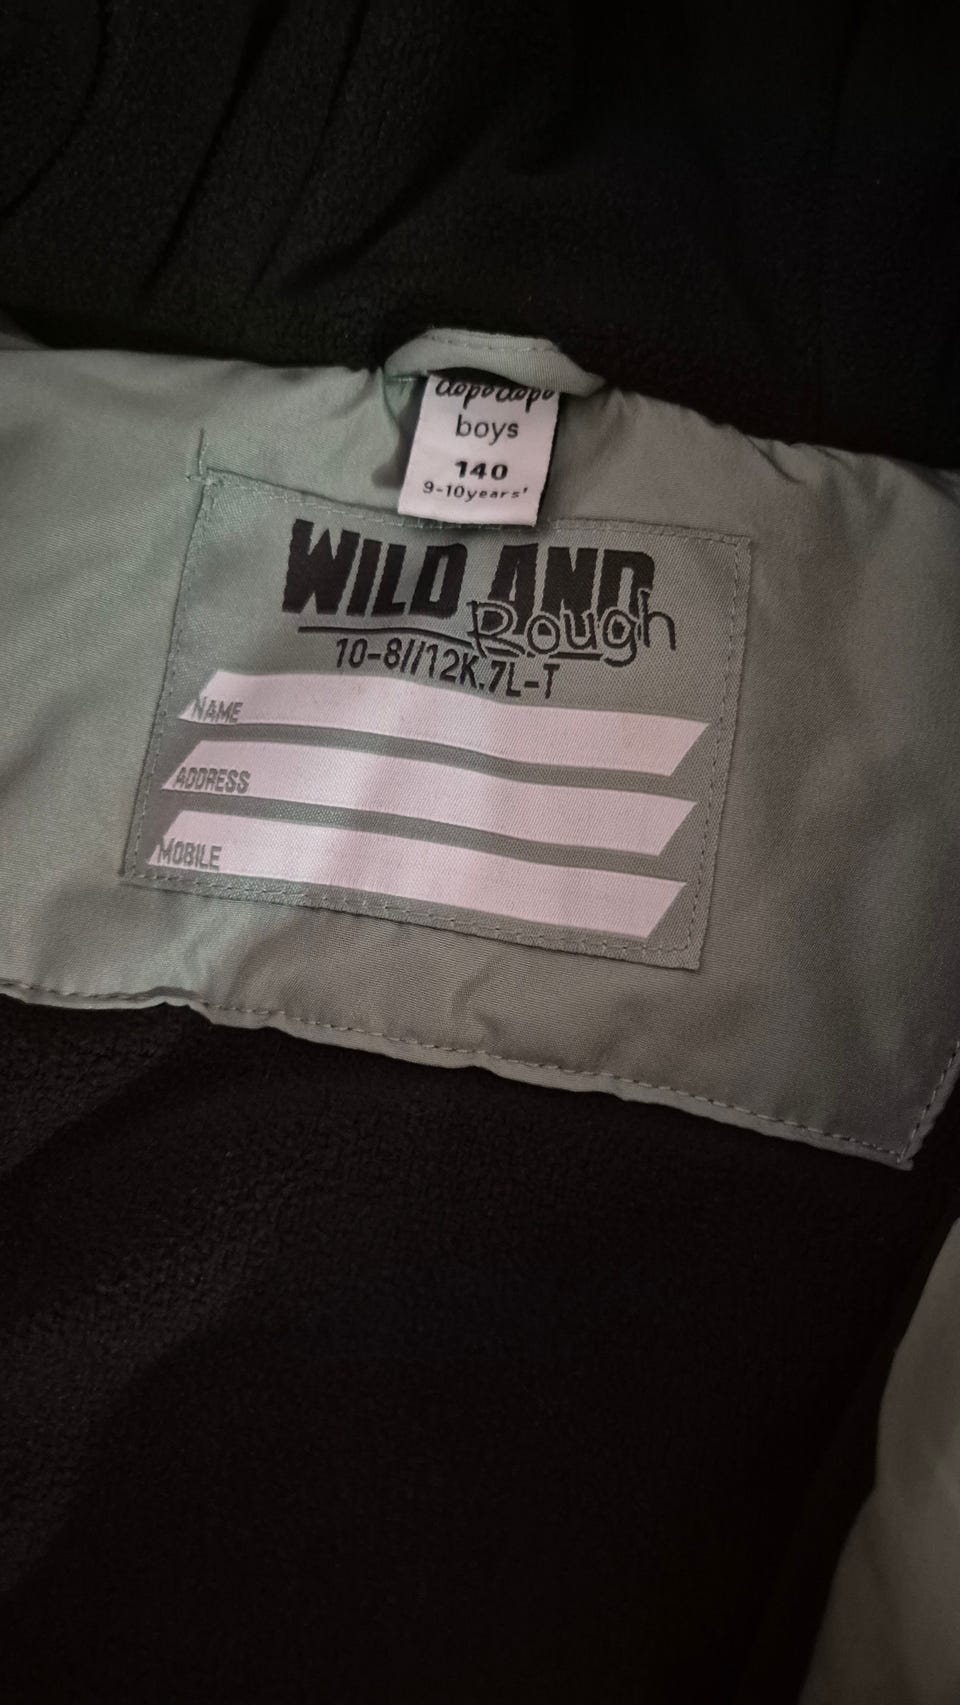 boys
140
9-10years'
WILD AND
Rough
10-8//12K.7L-T
NAME
ADDRESS
MOBILE